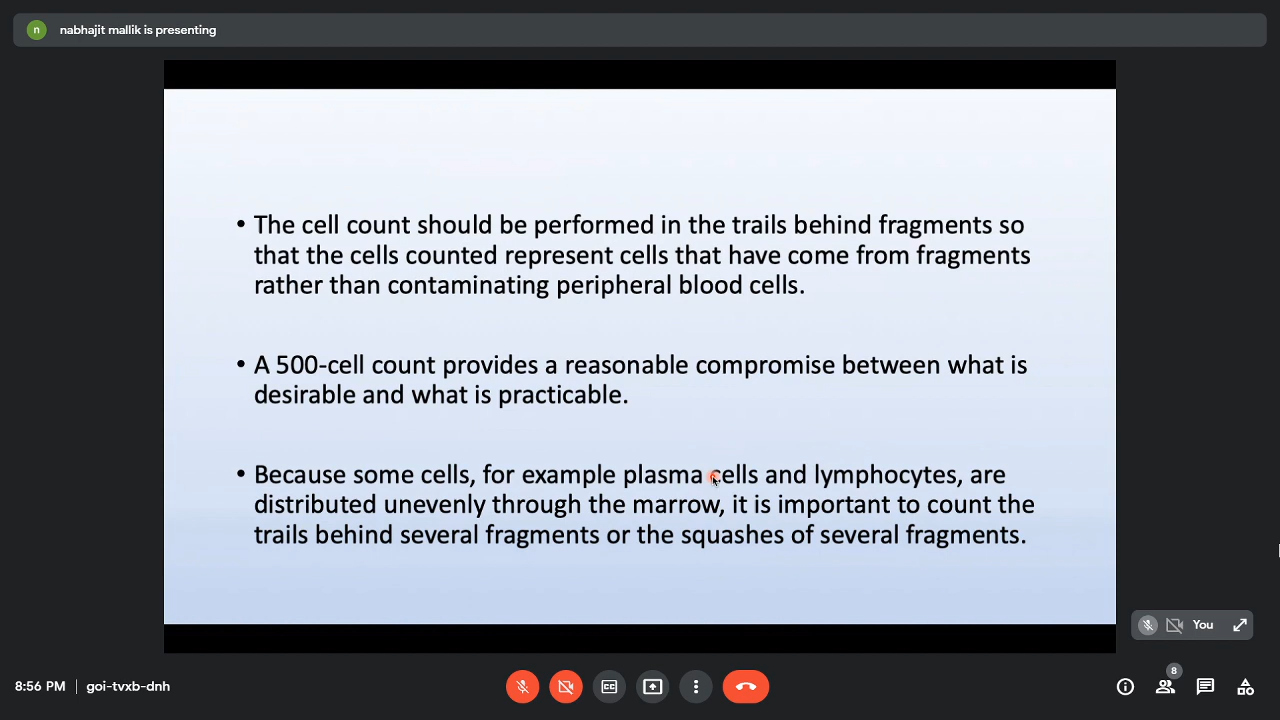 n nabhajit mallik is presenting
• The cell count should be performed in the trails behind fragments so
that the cells counted represent cells that have come from fragments
rather than contaminating peripheral blood cells.
• A 500-cell count provides a reasonable compromise between what is
desirable and what is practicable.
• Because some cells, for example plasma cells and lymphocytes, are
distributed unevenly through the marrow, it is important to count the
trails behind several fragments or the squashes of several fragments.
You
8
8:56 PM | goi-tvxb-dnh
CC